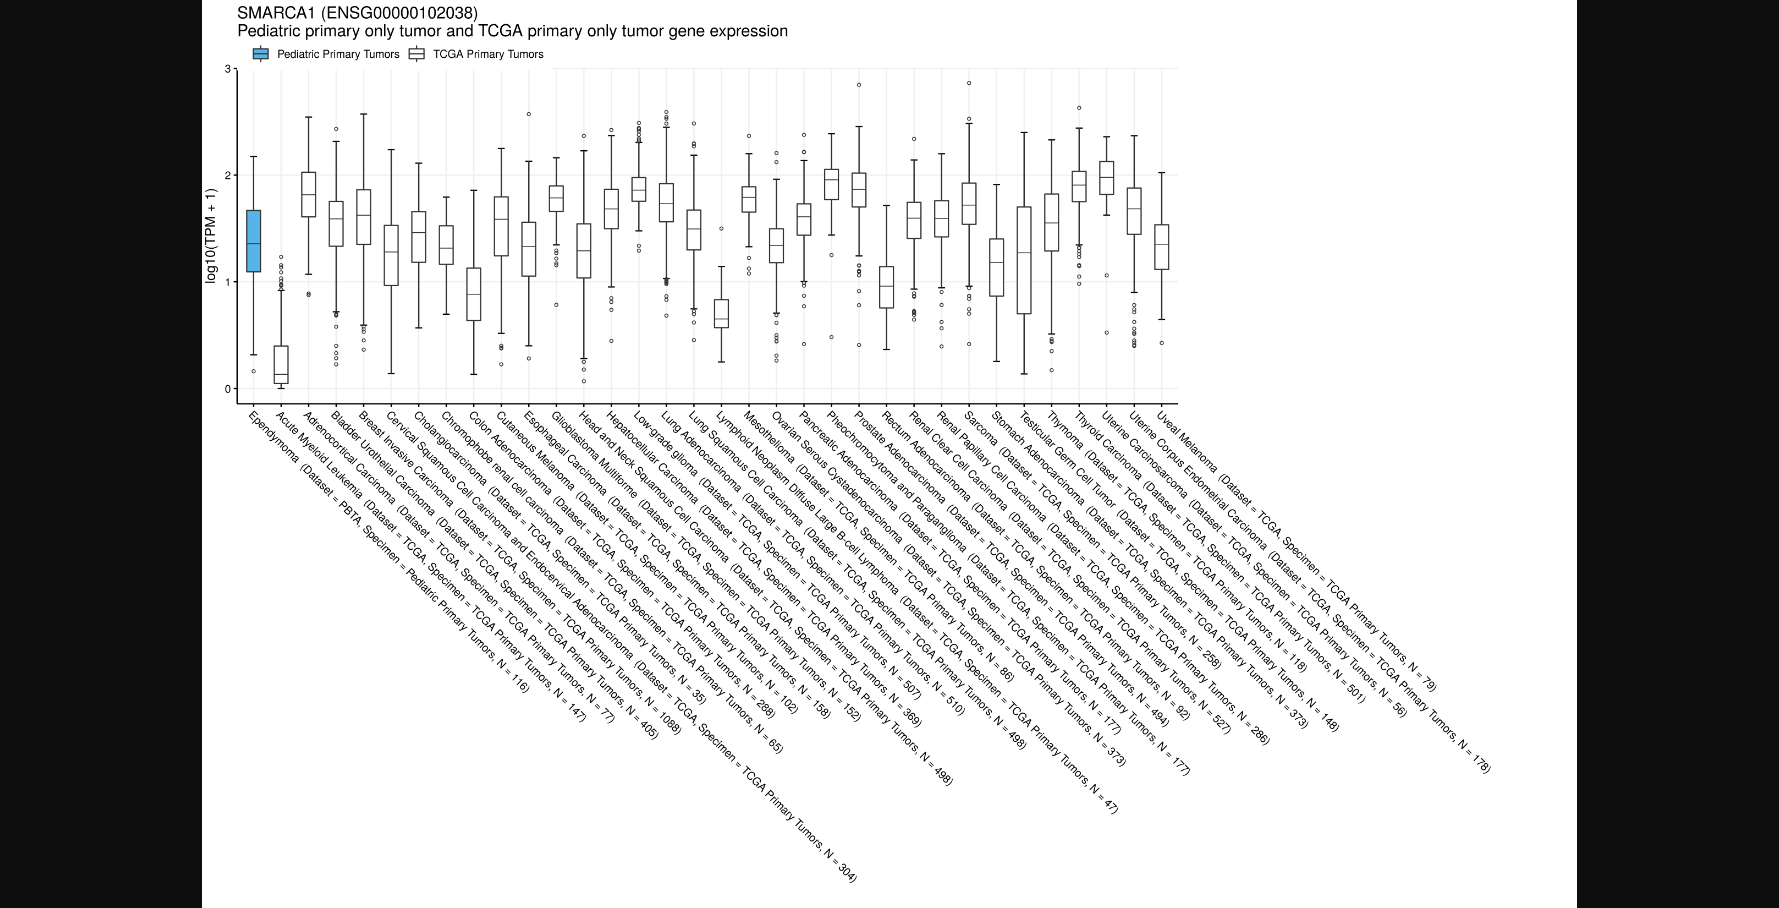 SMARCA1 (ENSG00000102038)
Pediatric primary only tumor and TCGA primary only tumor gene expression
Pediatric Primary Tumors
TCGA Primary Tumors
log10(TPM + 1)
3
2
1
0
Ependymoma (Dataset = PBTA, Specimen = Pediatric Primary Tumors, N = 116)
Acute Myeloid Leukemia (Dataset = TCGA, Specimen = TCGA Primary Tumors, N = 147)
Adrenocortical Carcinoma (Dataset = TCGA, Specimen = TCGA Primary Tumors, N = 77)
Bladder Urothelial Carcinoma (Dataset = TCGA, Specimen = TCGA Primary Tumors, N = 405)
Breast Invasive Carcinoma (Dataset = TCGA, Specimen = TCGA Primary Tumors, N = 1088)
Cervical Squamous Cell Carcinoma and Endocervical Adenocarcinoma (Dataset = TCGA, Specimen = TCGA Primary Tumors, N = 304)
Cholangiocarcinoma (Dataset = TCGA, Specimen = TCGA Primary Tumors, N = 35)
Chromophobe renal cell carcinoma (Dataset = TCGA, Specimen = TCGA Primary Tumors, N = 65)
Colon Adenocarcinoma (Dataset = TCGA, Specimen = TCGA Primary Tumors, N = 288)
Cutaneous Melanoma (Dataset = TCGA, Specimen = TCGA Primary Tumors, N = 102)
Esophageal Carcinoma (Dataset = TCGA, Specimen = TCGA Primary Tumors, N = 158)
Glioblastoma Multiforme (Dataset = TCGA, Specimen = TCGA Primary Tumors, N = 152)
Head and Neck Squamous Cell Carcinoma (Dataset = TCGA, Specimen = TCGA Primary Tumors, N = 498)
Hepatocellular Carcinoma (Dataset = TCGA, Specimen = TCGA Primary Tumors, N = 369)
Low-grade glioma (Dataset = TCGA, Specimen = TCGA Primary Tumors, N = 507)
Lung Adenocarcinoma (Dataset = TCGA, Specimen = TCGA Primary Tumors, N = 510)
Lung Squamous Cell Carcinoma (Dataset = TCGA, Specimen = TCGA Primary Tumors, N = 498)
Lymphoid Neoplasm Diffuse Large B-cell Lymphoma (Dataset = TCGA, Specimen = TCGA Primary Tumors, N = 47)
Mesothelioma (Dataset = TCGA, Specimen = TCGA Primary Tumors, N = 86)
Ovarian Serous Cystadenocarcinoma (Dataset = TCGA, Specimen = TCGA Primary Tumors, N = 373)
Pancreatic Adenocarcinoma (Dataset = TCGA, Specimen = TCGA Primary Tumors, N = 177)
Pheochromocytoma and Paraganglioma (Dataset = TCGA, Specimen = TCGA Primary Tumors, N = 177)
Prostate Adenocarcinoma (Dataset = TCGA, Specimen = TCGA Primary Tumors, N = 494)
Rectum Adenocarcinoma (Dataset = TCGA, Specimen = TCGA Primary Tumors, N = 92)
Renal Clear Cell Carcinoma (Dataset = TCGA, Specimen = TCGA Primary Tumors, N = 527)
Renal Papillary Cell Carcinoma (Dataset = TCGA, Specimen = TCGA Primary Tumors, N = 286)
Sarcoma (Dataset = TCGA, Specimen = TCGA Primary Tumors, N = 258)
Stomach Adenocarcinoma (Dataset = TCGA, Specimen = TCGA Primary Tumors, N = 373)
Testicular Germ Cell Tumor (Dataset = TCGA, Specimen = TCGA Primary Tumors, N = 148)
Thymoma (Dataset = TCGA, Specimen = TCGA Primary Tumors, N = 118)
Thyroid Carcinoma (Dataset = TCGA, Specimen = TCGA Primary Tumors, N = 501)
Uterine Carcinosarcoma (Dataset = TCGA, Specimen = TCGA Primary Tumors, N = 56)
Uterine Corpus Endometrial Carcinoma (Dataset = TCGA, Specimen = TCGA Primary Tumors, N = 178)
Uveal Melanoma (Dataset = TCGA, Specimen = TCGA Primary Tumors, N = 79)